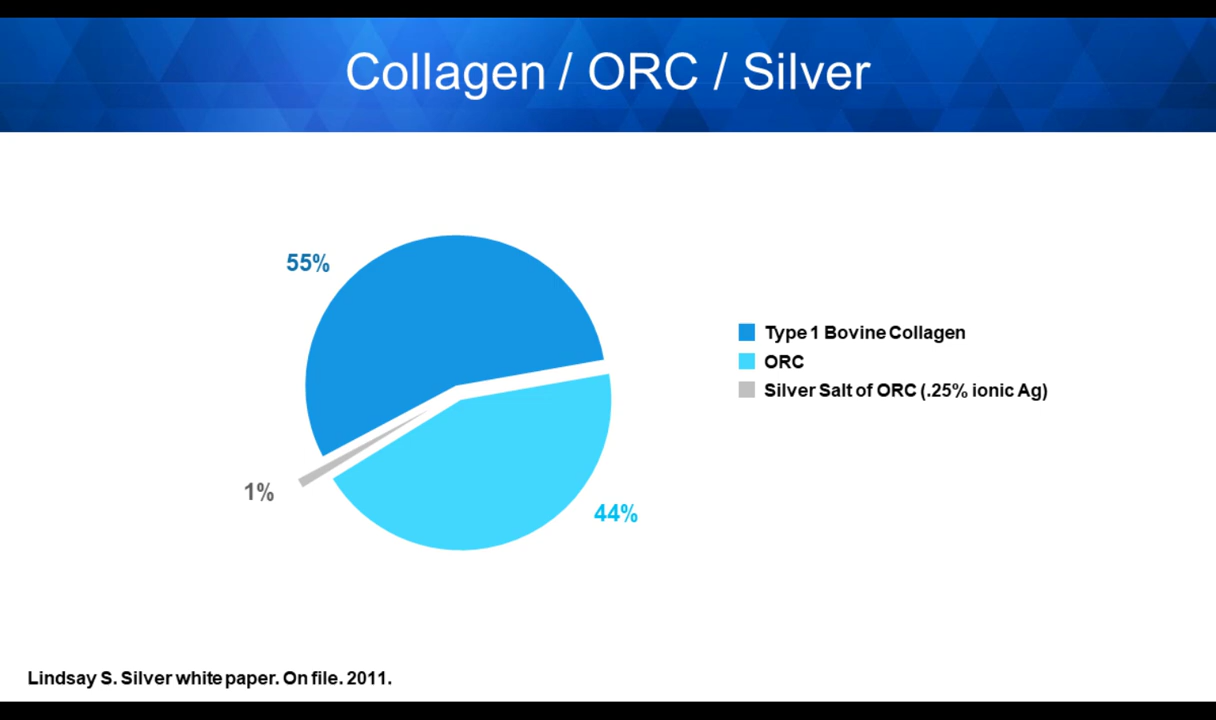 Collagen / ORC / Silver
55%
Type 1 Bovine Collagen
ORC
Silver Salt of ORC (.25% ionic Ag)
1%
44%
Lindsay S. Silver white paper. On file. 2011.